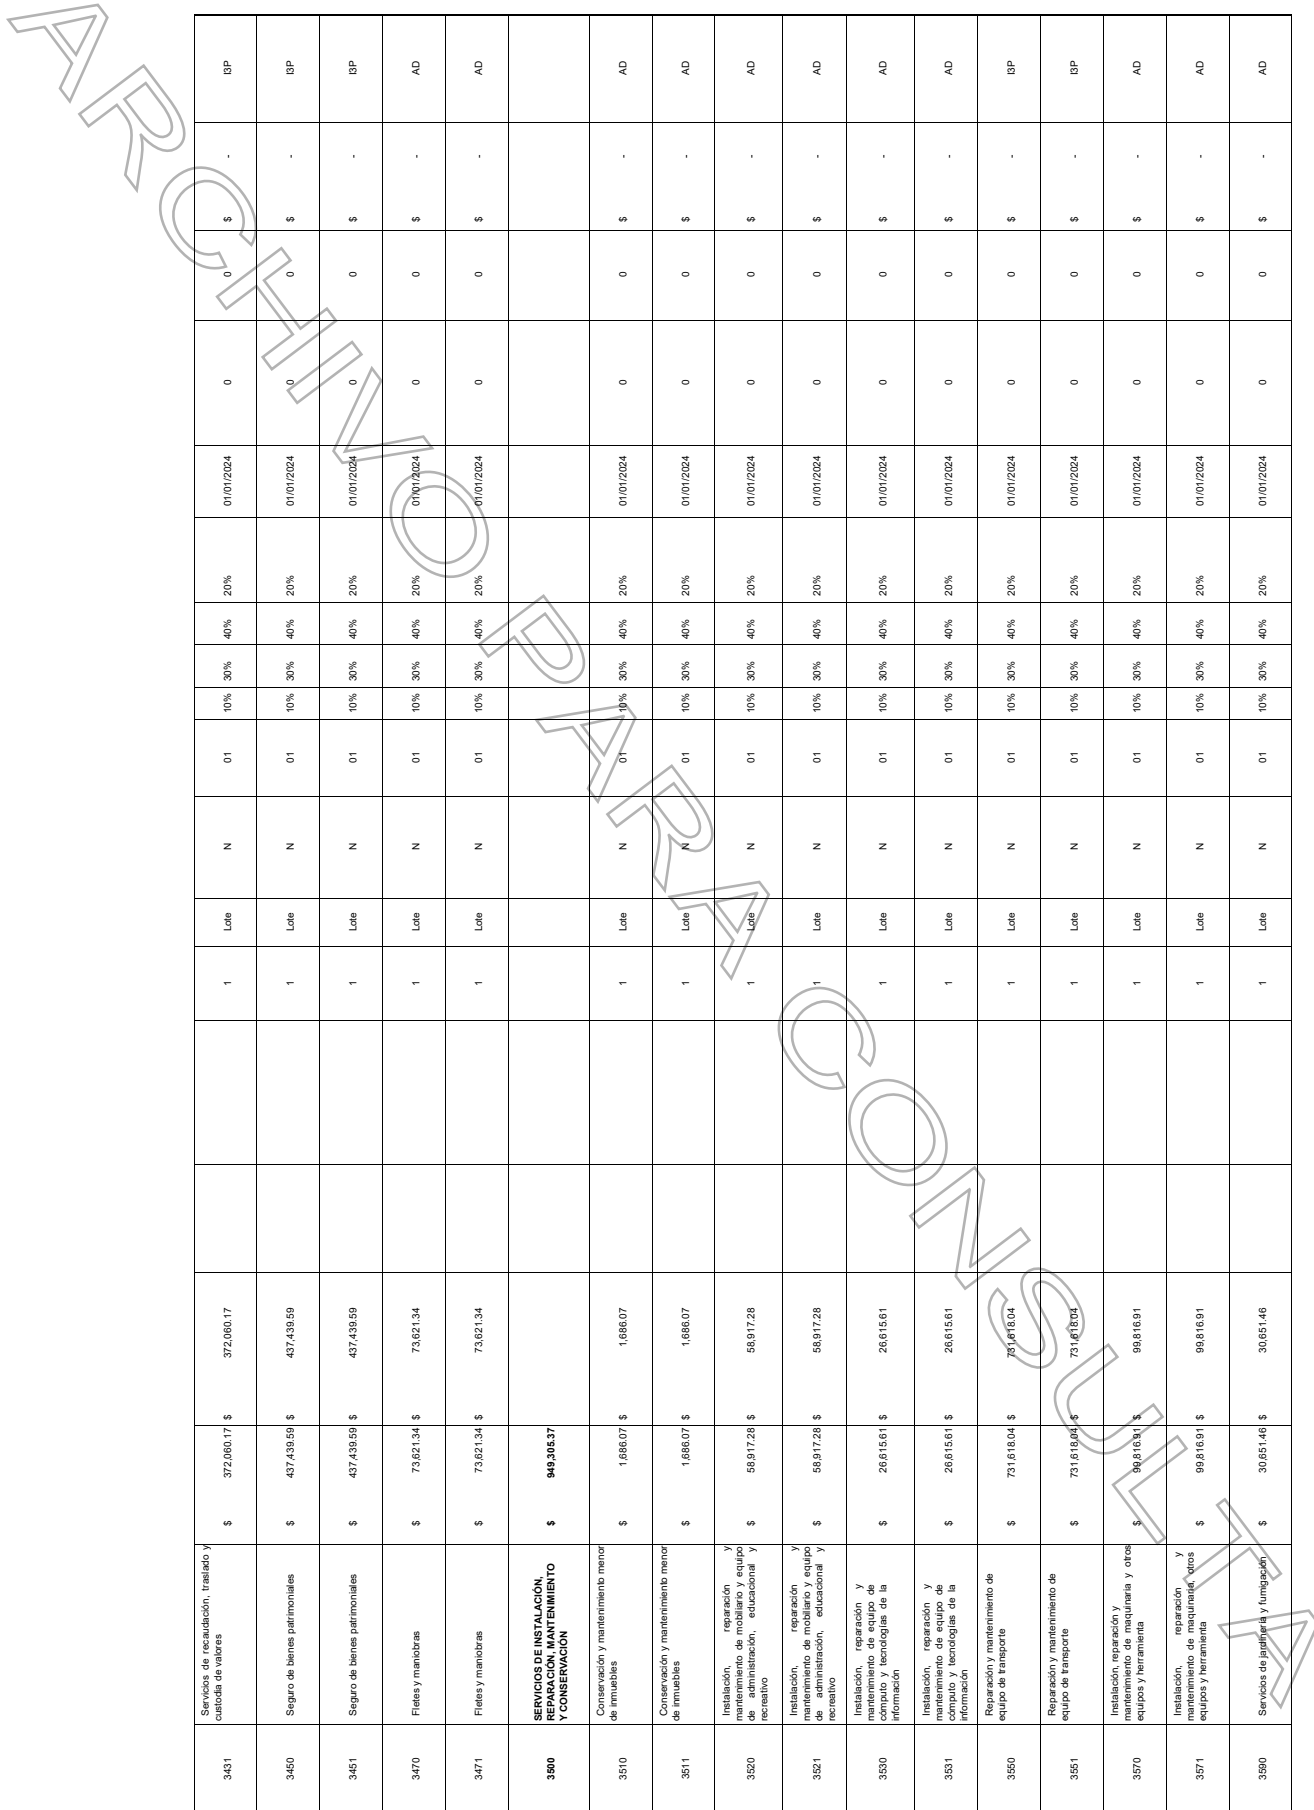 3431 Servicios de recaudación, traslado y $ 372,060.17 $ 372,060.17 1 Lote N 01 10% 30% 40% 20% 01/01/2024 0 0 $ - I3P
custodia de valores
3450 Seguro de bienes patrimoniales $ 437,439.59 $ 437,439.59 1 Lote N 01 10% 30% 40% 20% 01/01/2024 0 0 $ - I3P
3451 Seguro de bienes patrimoniales $ 437,439.59 $ 437,439.59 1 Lote N 01 10% 30% 40% 20% 01/01/2024 0 0 $ - I3P
3470 Fletes y maniobras $ 73,621.34 $ 73,621.34 1 Lote N 01 10% 30% 40% 20% 01/01/2024 0 0 $ - AD
3471 Fletes y maniobras $ 73,621.34 $ 73,621.34 1 Lote N 01 10% 30% 40% 20% 01/01/2024 0 0 $ - AD
3500 SERVICIOS DE INSTALACIÓN, $ 949,305.37
REPARACIÓN, MANTENIMIENTO
Y CONSERVACIÓN
3510 Conservación y mantenimiento menor $ 1,686.07 $ 1,686.07 1 Lote N 01 10% 30% 40% 20% 01/01/2024 0 0 $ - AD
de inmuebles
3511 Conservación y mantenimiento menor $ 1,686.07 $ 1,686.07 1 Lote N 01 10% 30% 40% 20% 01/01/2024 0 0 $ - AD
de inmuebles
3520 Instalación, reparación y $ 58,917.28 $ 58,917.28 1 Lote N 01 10% 30% 40% 20% 01/01/2024 0 0 $ - AD
mantenimiento de mobiliario y equipo
de administración, educacional y
recreativo
3521 Instalación, reparación y $ 58,917.28 $ 58,917.28 1 Lote N 01 10% 30% 40% 20% 01/01/2024 0 0 $ - AD
mantenimiento de mobiliario y equipo
de administración, educacional y
recreativo
3530 Instalación, reparación y $ 26,615.61 $ 26,615.61 1 Lote N 01 10% 30% 40% 20% 01/01/2024 0 0 $ - AD
mantenimiento de equipo de
cómputo y tecnologías de la
información
3531 Instalación, reparación y $ 26,615.61 $ 26,615.61 1 Lote N 01 10% 30% 40% 20% 01/01/2024 0 0 $ - AD
mantenimiento de equipo de
cómputo y tecnologías de la
información
3550 Reparación y mantenimiento de $ 731,618.04 $ 731,618.04 1 Lote N 01 10% 30% 40% 20% 01/01/2024 0 0 $ - I3P
equipo de transporte
3551 Reparación y mantenimiento de $ 731,618.04 $ 731,618.04 1 Lote N 01 10% 30% 40% 20% 01/01/2024 0 0 $ - I3P
equipo de transporte
3570 Instalación, reparación y $ 99,816.91 $ 99,816.91 1 Lote N 01 10% 30% 40% 20% 01/01/2024 0 0 $ - AD
mantenimiento de maquinaria y otros
equipos y herramienta
3571 Instalación, reparación y $ 99,816.91 $ 99,816.91 1 Lote N 01 10% 30% 40% 20% 01/01/2024 0 0 $ - AD
mantenimiento de maquinaria, otros
equipos y herramienta
3590 Servicios de jardinería y fumigación $ 30,651.46 $ 30,651.46 1 Lote N 01 10% 30% 40% 20% 01/01/2024 0 0 $ - AD
ARCHIVO PARA CONSULTA